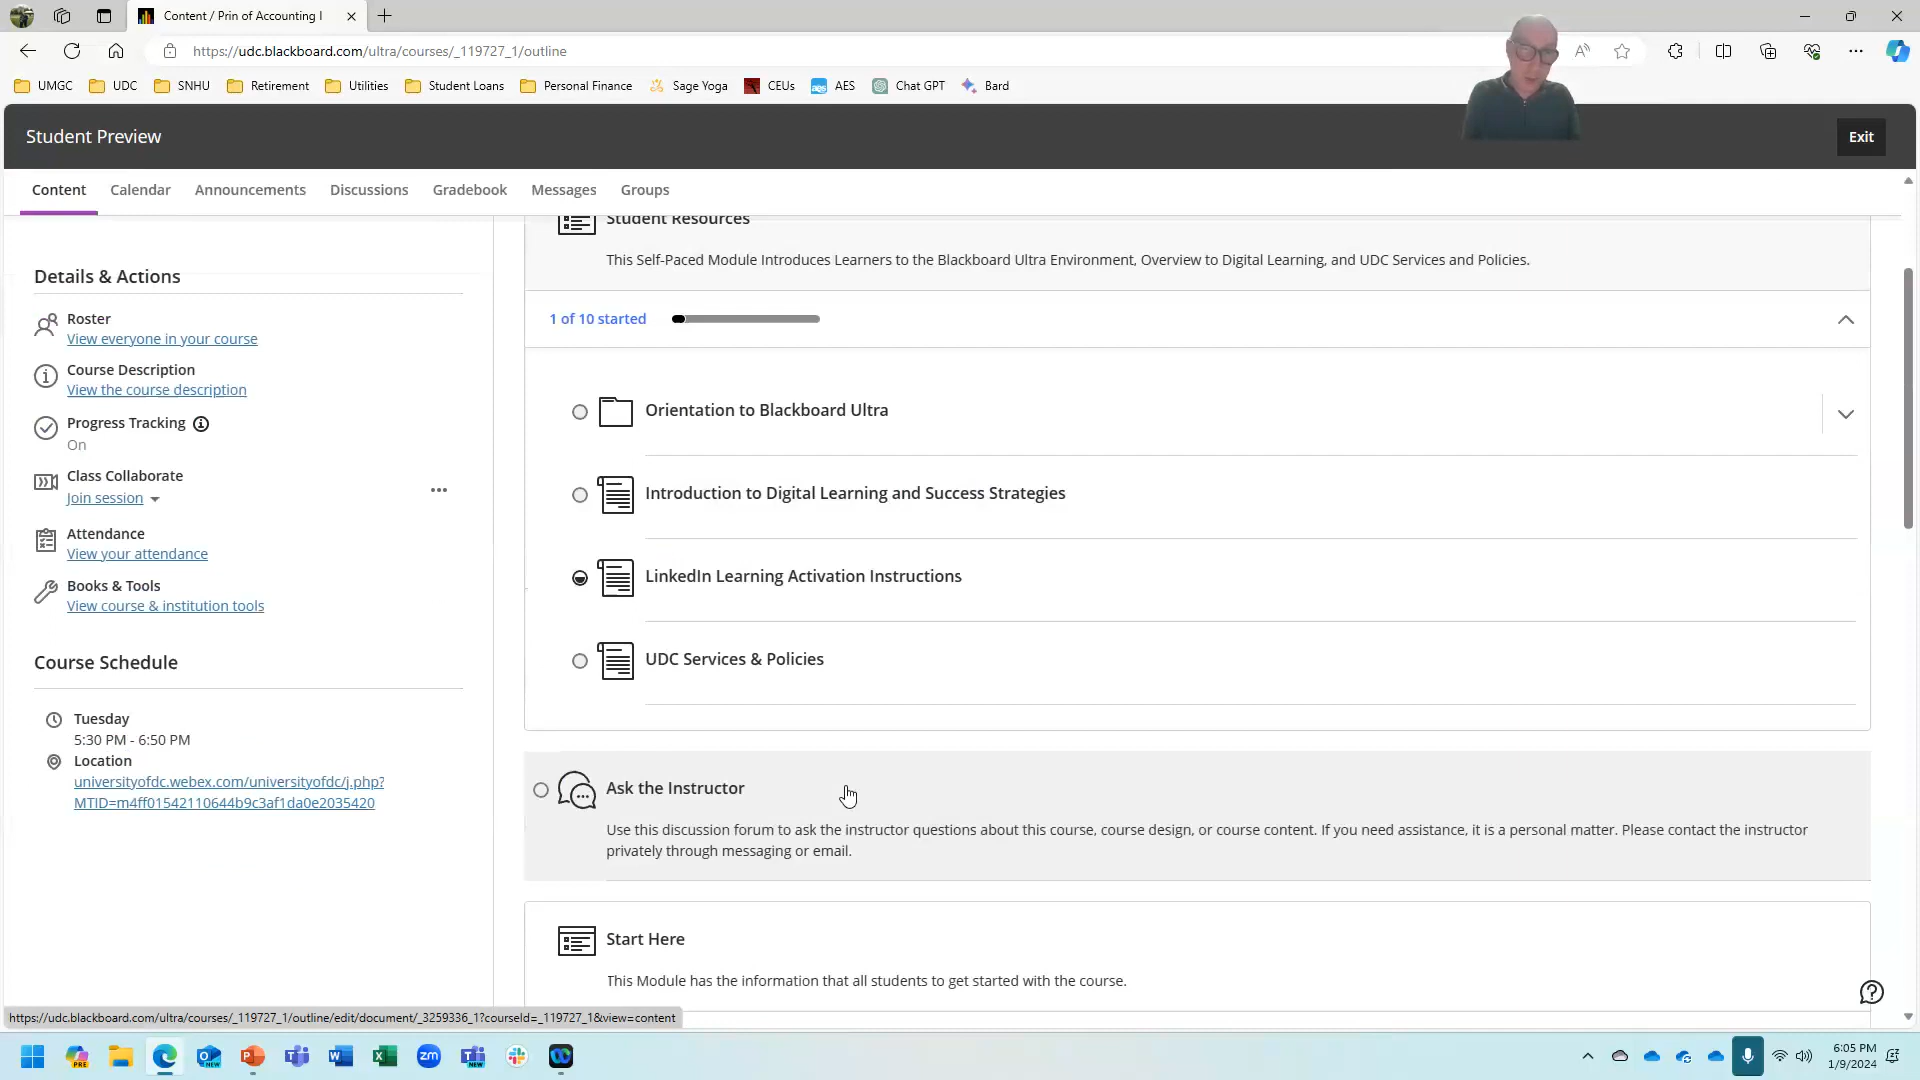 Content / Prin of Accounting I
https://udc.blackboard.com/ultra/courses/_119727_1/outline
UMGC UDC SNHU Retirement Utilities Student Loans Personal Finance Sage Yoga CEUs aes AES Chat GPT Bard
Student Preview
Exit
Content Calendar Announcements Discussions Gradebook Messages Groups
Details & Actions
Roster
View everyone in your course
Course Description
View the course description
Progress Tracking
On
Class Collaborate
Join session
Attendance
View your attendance
Books & Tools
View course & institution tools
Course Schedule
Tuesday
5:30 PM - 6:50 PM
Location
universityofdc.webex.com/universityofdc/j.php?
MTID=m4ff01542110644b9c3af1da0e2035420
Student Resources
This Self-Paced Module Introduces Learners to the Blackboard Ultra Environment, Overview to Digital Learning, and UDC Services and Policies.
1 of 10 started
Orientation to Blackboard Ultra
Introduction to Digital Learning and Success Strategies
LinkedIn Learning Activation Instructions
UDC Services & Policies
Ask the Instructor
Use this discussion forum to ask the instructor questions about this course, course design, or course content. If you need assistance, it is a personal matter. Please contact the instructor
privately through messaging or email.
Start Here
This Module has the information that all students to get started with the course.
https://udc.blackboard.com/ultra/courses/_119727_1/outline/edit/document/_3259336_1?courseId=_119727_1&view=content
PRE
NEW
zm
NEW
6:05 PM
1/9/2024